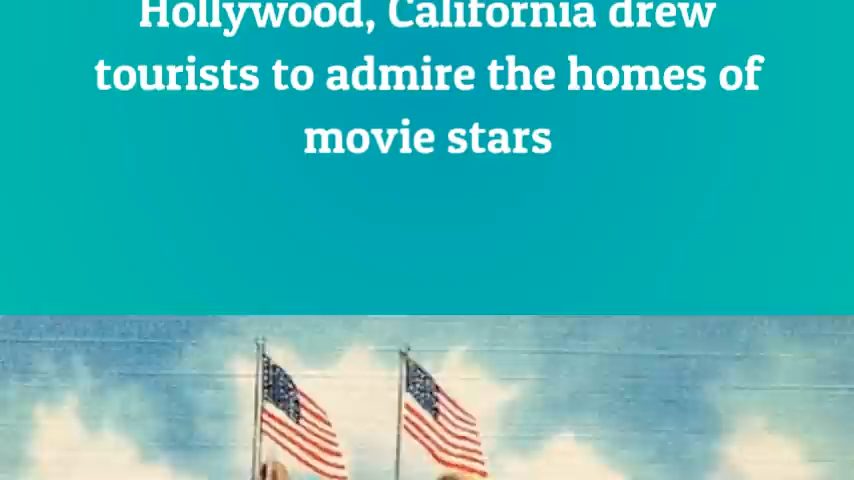 Hollywood, California drew
tourists to admire the homes of
movie stars